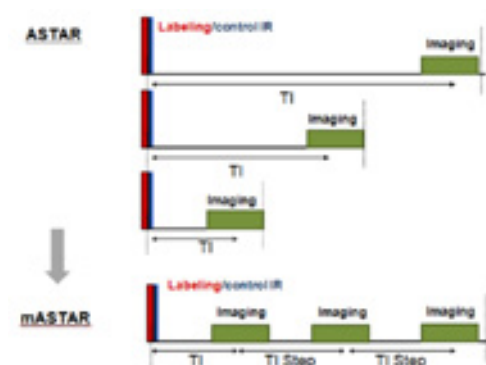 ASTAR
Labeling/control IR
Imaging
TI
Imaging
TI
Imaging
TI
mASTAR
Labeling/control IR
Imaging Imaging Imaging
TI TI Step TI Step